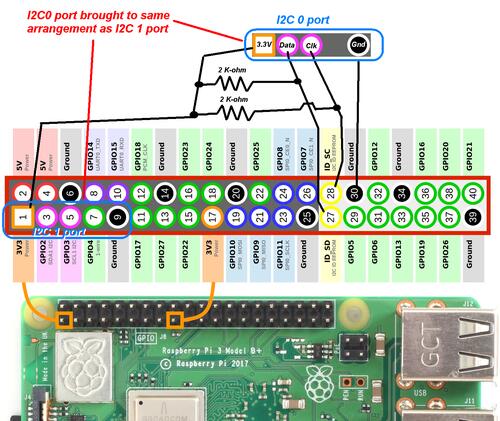 I2C0 port brought to same
arrangement as I2C 1 port
I2C 0 port
3.3V Data Clk Gnd
2 K-ohm
2 K-ohm
5V Power
5V Power
Ground
GPIO14 UART0_TXD
GPIO15 UART0_RXD
GPIO18 PCM_CLK
Ground
GPIO23
GPIO24
Ground
GPIO25
GPIO8 SPI0_CE0_N
GPIO7 SPI0_CE1_N
ID_SC I2C ID EEPROM
Ground
GPIO12
Ground
GPIO16
GPIO20
GPIO21
2 4 6 8 10 12 14 16 18 20 22 24 26 28 30 32 34 36 38 40
1 3 5 7 9 11 13 15 17 19 21 23 25 27 29 31 33 35 37 39
I2C 1 port
3V3 Power
GPIO2 SDA1 I2C
GPIO3 SCL1 I2C
GPIO4 1-wire
Ground
GPIO17
GPIO27
GPIO22
3V3 Power
GPIO10 SPI0_MOSI
GPIO9 SPI0_MISO
GPIO11 SPI0_SCLK
Ground
ID_SD I2C ID EEPROM
GPIO5
GPIO6
GPIO13
GPIO19
GPIO26
Ground
GPIO J8
Raspberry Pi 3 Model B+
© Raspberry Pi 2017
Made in the UK
PEN RUN
J12
GCT
USB
J11